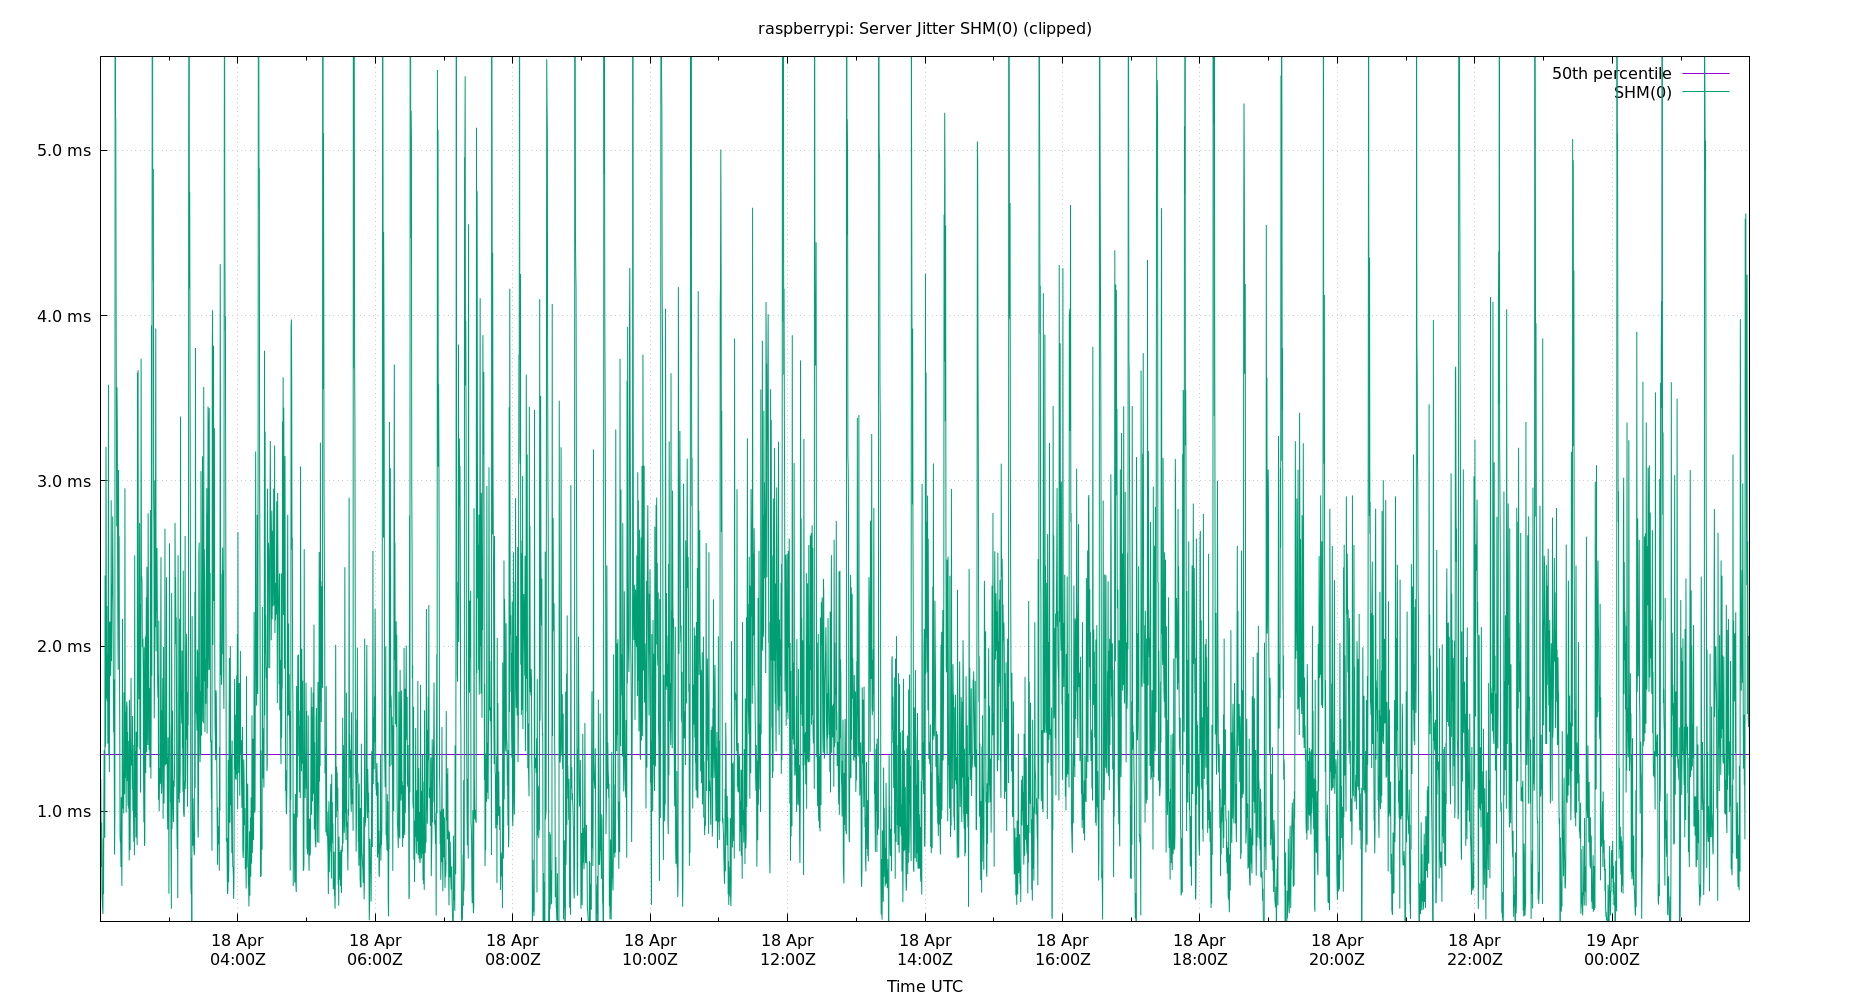 raspberrypi: Server Jitter SHM(0) (clipped)
50th percentile
SHM(0)
5.0 ms
4.0 ms
3.0 ms
2.0 ms
1.0 ms
18 Apr 18 Apr 18 Apr 18 Apr 18 Apr 18 Apr 18 Apr 18 Apr 18 Apr 18 Apr 19 Apr
04:00Z 06:00Z 08:00Z 10:00Z 12:00Z 14:00Z 16:00Z 18:00Z 20:00Z 22:00Z 00:00Z
Time UTC